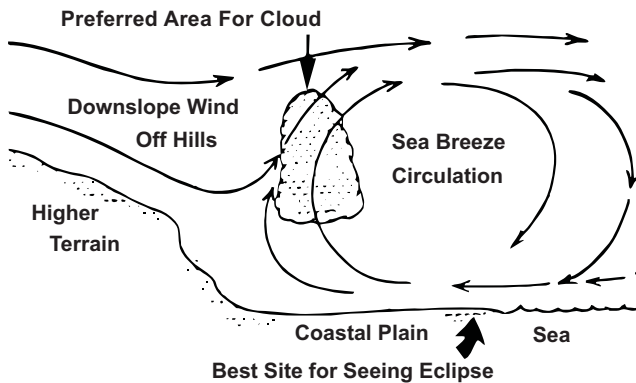 Preferred Area For Cloud
Downslope Wind
Off Hills
Sea Breeze
Circulation
Higher
Terrain
Coastal Plain
Sea
Best Site for Seeing Eclipse